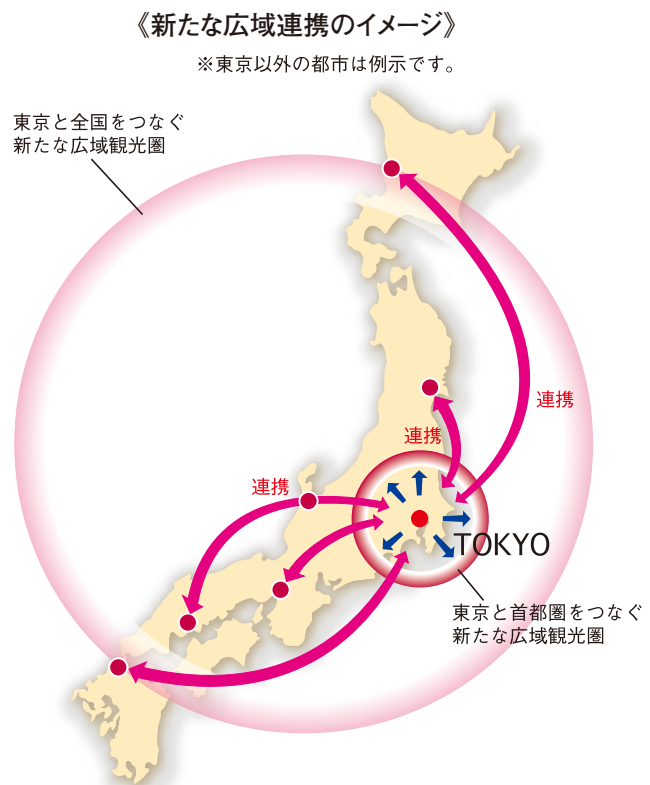 《新たな広域連携のイメージ》
※東京以外の都市は例示です。
東京と全国をつなぐ
新たな広域観光圏
連携
連携
連携
TOKYO
東京と首都圏をつなぐ
新たな広域観光圏